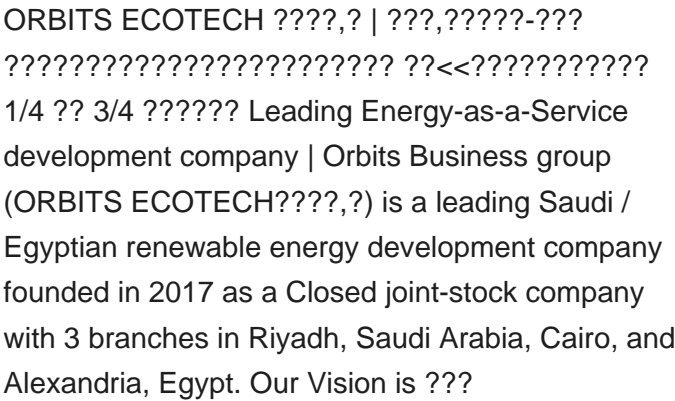 ORBITS ECOTECH ????,? | ???,?????-???
???????????????????????? ??<<???????????
1/4 ?? 3/4 ?????? Leading Energy-as-a-Service
development company | Orbits Business group
(ORBITS ECOTECH????,?) is a leading Saudi /
Egyptian renewable energy development company
founded in 2017 as a Closed joint-stock company
with 3 branches in Riyadh, Saudi Arabia, Cairo, and
Alexandria, Egypt. Our Vision is ???